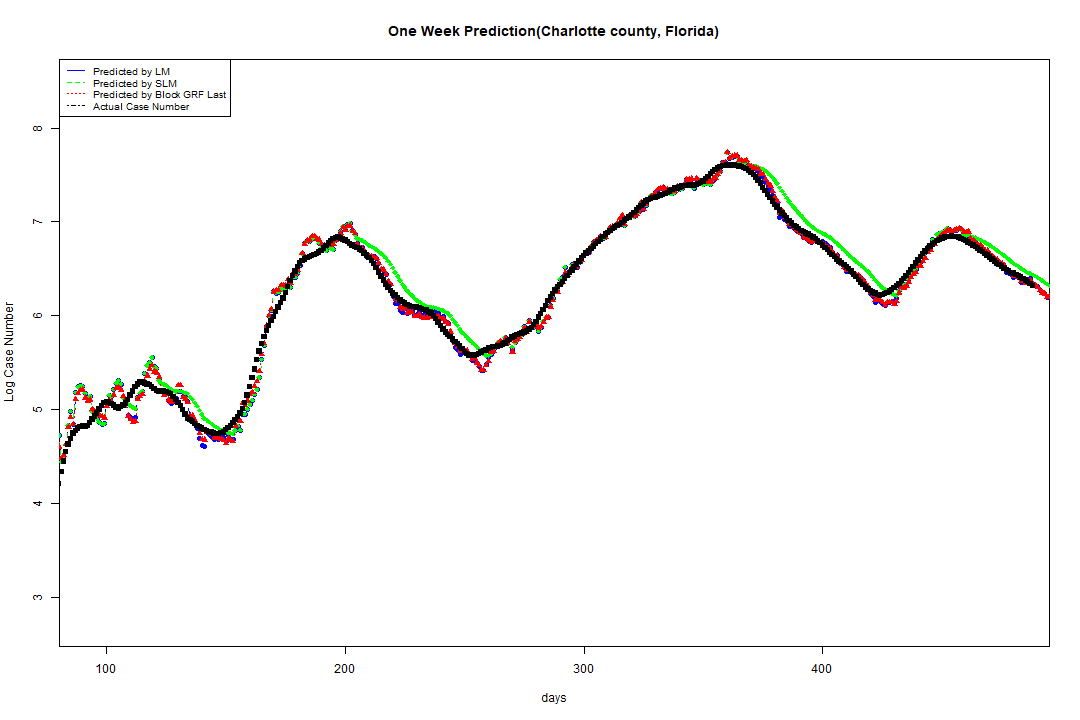 One Week Prediction(Charlotte county, Florida)
Predicted by LM
Predicted by SLM
Predicted by Block GRF Last
Actual Case Number
8
7
6
5
4
3
Log Case Number
100 200 300 400
days